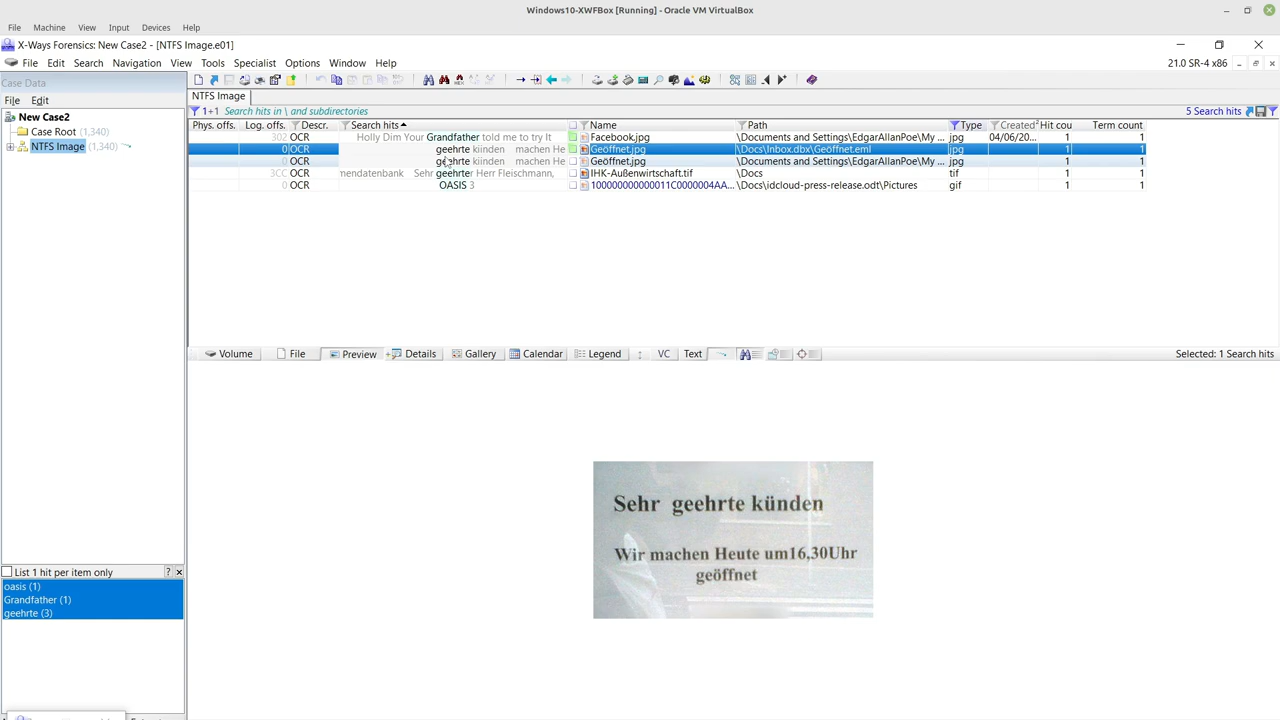 Windows10-XWFBox [Running] - Oracle VM VirtualBox
File Machine View Input Devices Help
X-Ways Forensics: New Case2 - [NTFS Image.e01]
File Edit Search Navigation View Tools Specialist Options Window Help
21.0 SR-4 x86
Case Data
File Edit
New Case2
Case Root (1,340)
NTFS Image (1,340)
NTFS Image
1+1 Search hits in \ and subdirectories
5 Search hits
Phys. offs. Log. offs. Descr. Search hits Name Path Type Created² Hit cou Term count
302 OCR Holly Dim Your Grandfather told me to try It Facebook.jpg \Documents and Settings\EdgarAllanPoe\My ... jpg 04/06/20... 1 1
0 OCR geehrte kiinden machen He Geöffnet.jpg \Docs\Inbox.dbx\Geöffnet.eml jpg 1 1
0 OCR geehrte kiinden machen He Geöffnet.jpg \Documents and Settings\EdgarAllanPoe\My ... jpg 1 1
3CC OCR nendatenbank Sehr geehrter Herr Fleischmann, IHK-Außenwirtschaft.tif \Docs tif 1 1
0 OCR OASIS 3 \Docs\idcloud-press-release.odt\Pictures gif 1 1
Volume File Preview Details Gallery Calendar Legend VC Text
Selected: 1 Search hits
Sehr geehrte künden
Wir machen Heute um16,30Uhr
geöffnet
List 1 hit per item only ? x
oasis (1)
Grandfather (1)
geehrte (3)